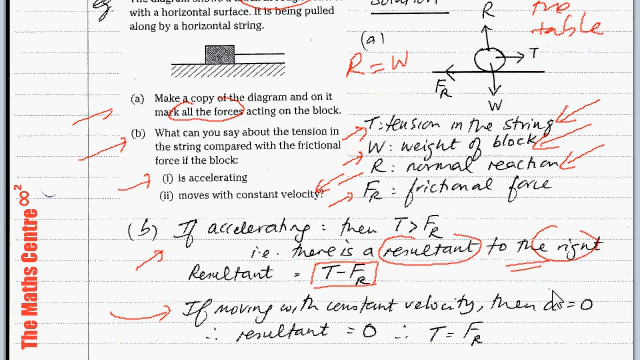 eg
with a horizontal surface. It is being pulled
along by a horizontal string.
(a) Make a copy of the diagram and on it
mark all the forces acting on the block.
(b) What can you say about the tension in
the string compared with the frictional
force if the block:
(i) is accelerating
(ii) moves with constant velocity?
Solution
the
table
(a)
R = W
R
T
F_R
W
T: tension in the string
W: weight of block
R: normal reaction
F_R: frictional force
(b) If accelerating: then T > F_R
i.e. there is a resultant to the right
Resultant = T - F_R
If moving with constant velocity, then = 0
∴ resultant = 0 ∴ T = F_R
The Maths Centre ∞²